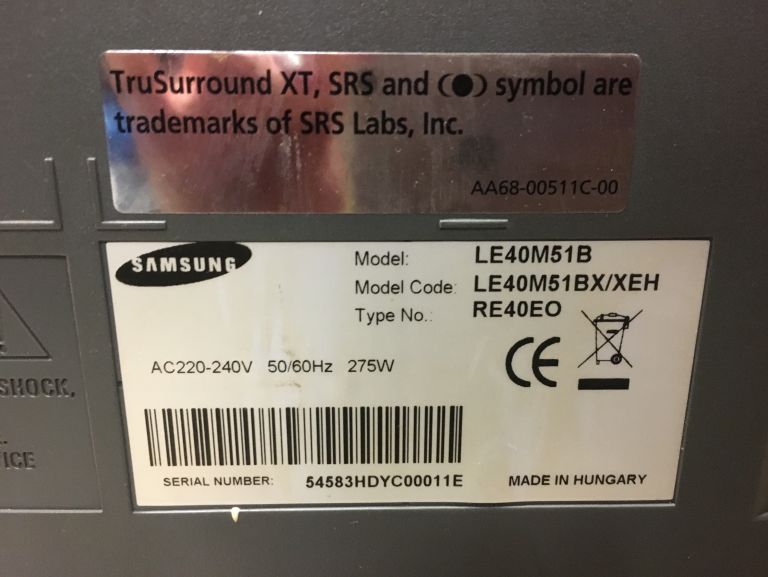 TruSurround XT, SRS and (●) symbol are
trademarks of SRS Labs, Inc.
AA68-00511C-00
SAMSUNG
Model: LE40M51B
Model Code: LE40M51BX/XEH
Type No.: RE40EO
AC220-240V 50/60Hz 275W
CE
SERIAL NUMBER: 54583HDYC00011E
MADE IN HUNGARY
SHOCK,